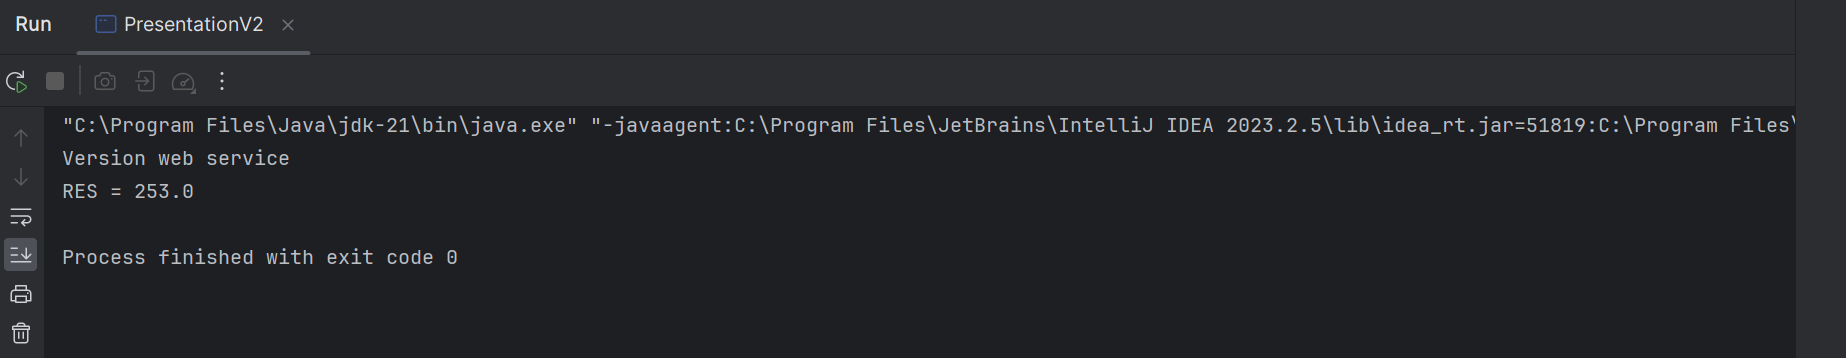 Run PresentationV2
"C:\Program Files\Java\jdk-21\bin\java.exe" "-javaagent:C:\Program Files\JetBrains\IntelliJ IDEA 2023.2.5\lib\idea_rt.jar=51819:C:\Program Files\
Version web service
RES = 253.0
Process finished with exit code 0